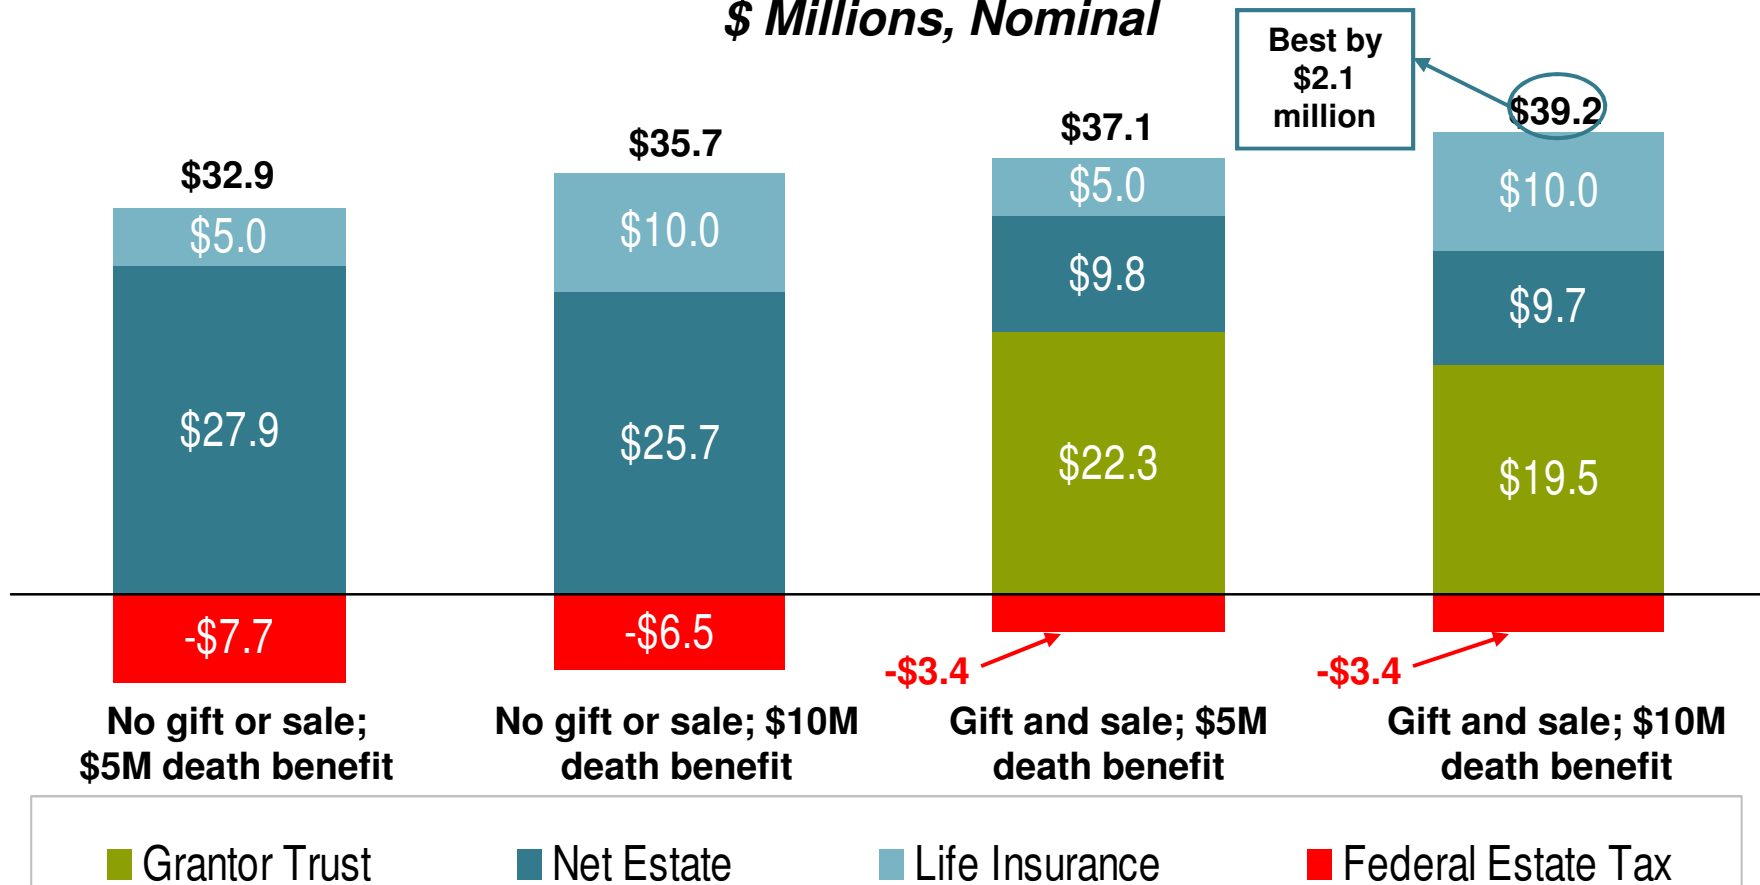 $ Millions, Nominal
Best by
$2.1
million
$32.9
$35.7
$37.1
$39.2
$5.0
$10.0
$5.0
$10.0
$27.9
$25.7
$9.8
$9.7
$22.3
$19.5
-$7.7
-$6.5
-$3.4
-$3.4
No gift or sale;
$5M death benefit
No gift or sale; $10M
death benefit
Gift and sale; $5M
death benefit
Gift and sale; $10M
death benefit
Grantor Trust
Net Estate
Life Insurance
Federal Estate Tax